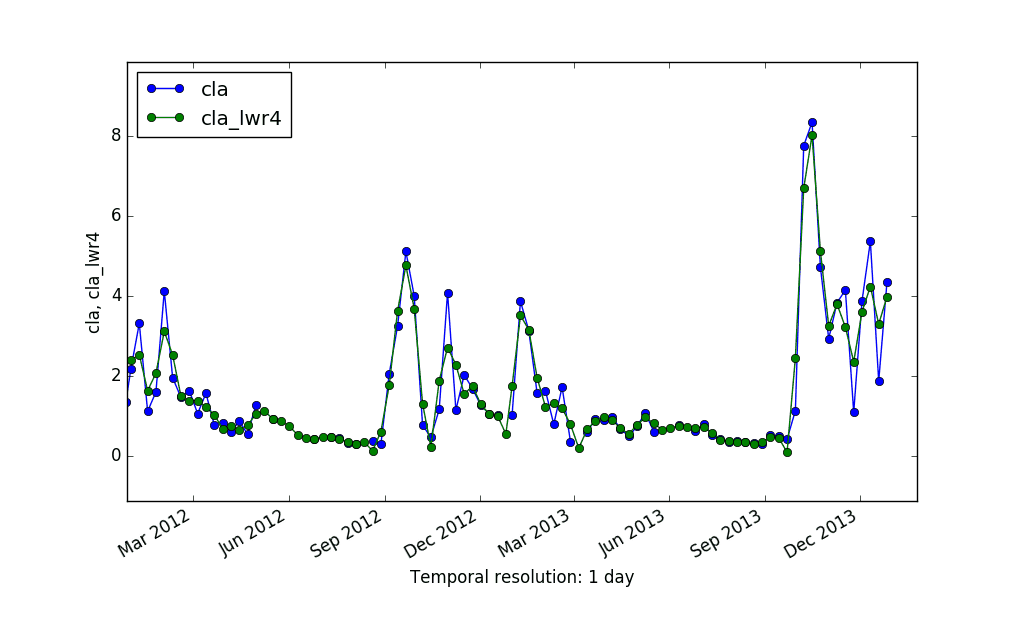 cla
cla_lwr4
cla, cla_lwr4
8
6
4
2
0
Mar 2012
Jun 2012
Sep 2012
Dec 2012
Mar 2013
Jun 2013
Sep 2013
Dec 2013
Temporal resolution: 1 day